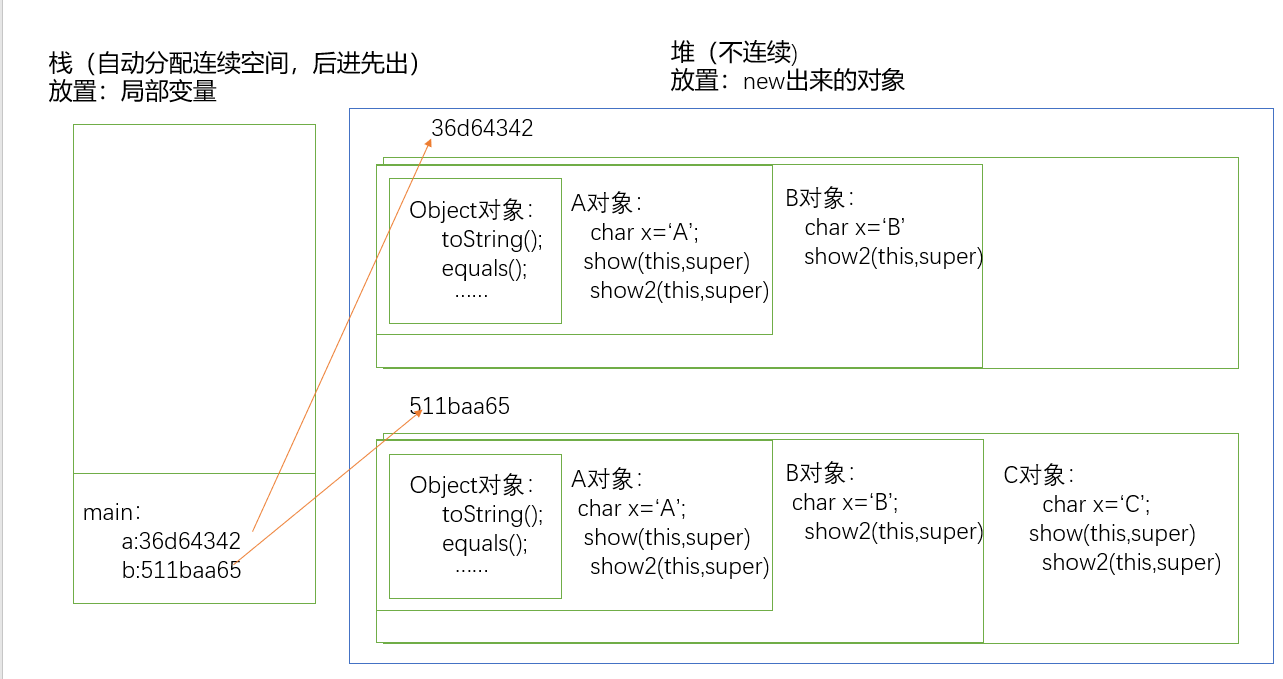 栈（自动分配连续空间，后进先出）
放置：局部变量
堆（不连续)
放置：new出来的对象
36d64342
Object对象：
toString();
equals();
……
A对象：
char x=‘A’;
show(this,super)
show2(this,super)
B对象：
char x=‘B’
show2(this,super)
511baa65
Object对象：
toString();
equals();
……
A对象：
char x=‘A’;
show(this,super)
show2(this,super)
B对象：
char x=‘B’;
show2(this,super)
C对象：
char x=‘C’;
show(this,super)
show2(this,super)
main：
a:36d64342
b:511baa65